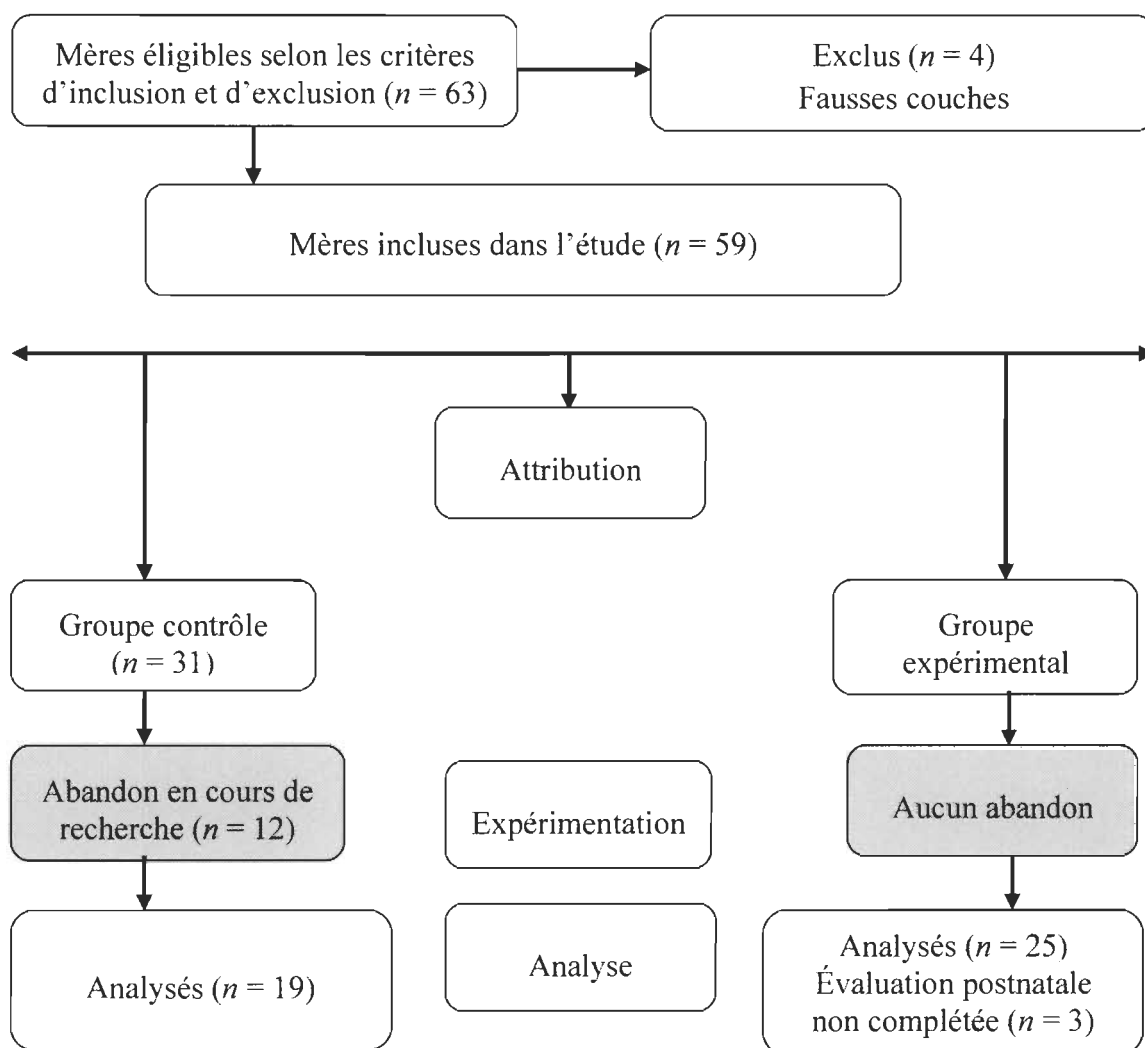 Mères éligibles selon les critères
d'inclusion et d'exclusion (n = 63)
Exclus (n = 4)
Fausses couches
Mères incluses dans l'étude (n = 59)
Attribution
Groupe contrôle
(n = 31)
Groupe
expérimental
Abandon en cours de
recherche (n = 12)
Expérimentation
Aucun abandon
Analysés (n = 19)
Analyse
Analysés (n = 25)
Évaluation postnatale
non complétée (n = 3)